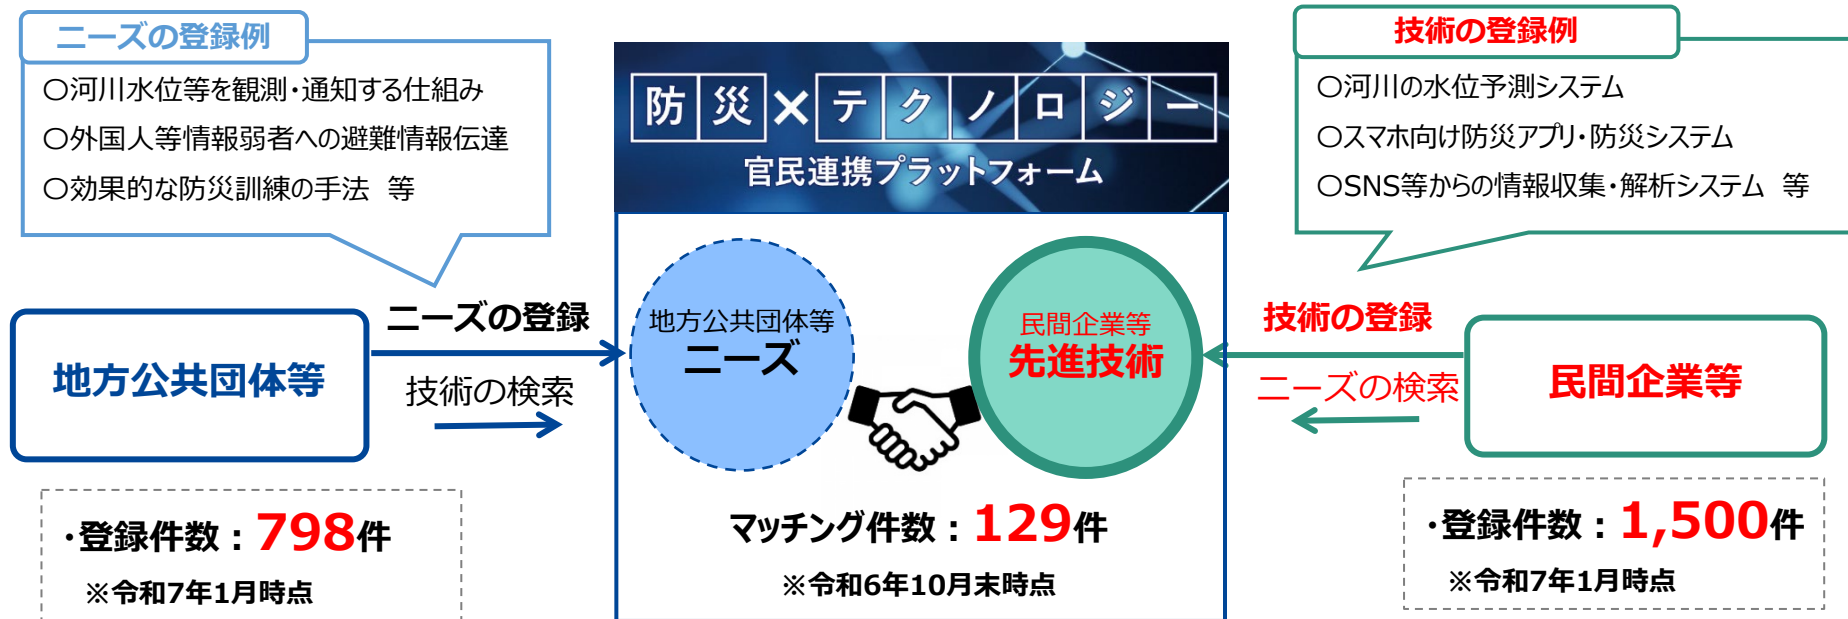 ニーズの登録例
〇河川水位等を観測・通知する仕組み
〇外国人等情報弱者への避難情報伝達
〇効果的な防災訓練の手法 等
防災×テクノロジー
官民連携プラットフォーム
技術の登録例
〇河川の水位予測システム
〇スマホ向け防災アプリ・防災システム
〇SNS等からの情報収集・解析システム 等
地方公共団体等
ニーズの登録
技術の検索
地方公共団体等
ニーズ
民間企業等
先進技術
技術の登録
ニーズの検索
民間企業等
・登録件数：798件
※令和7年1月時点
マッチング件数：129件
※令和6年10月末時点
・登録件数：1,500件
※令和7年1月時点